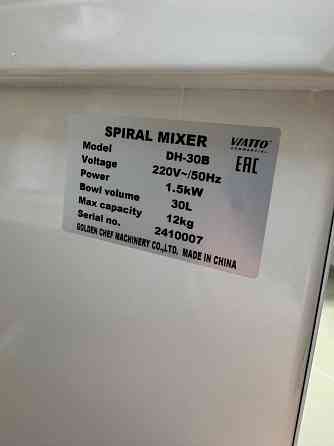 SPIRAL MIXER
VIATTO
COMMERCIAL
Model DH-30B
EAC
Voltage 220V~/50Hz
Power 1.5kW
Bowl volume 30L
Max capacity 12kg
Serial no. 2410007
GOLDEN CHEF MACHINERY CO.,LTD. MADE IN CHINA